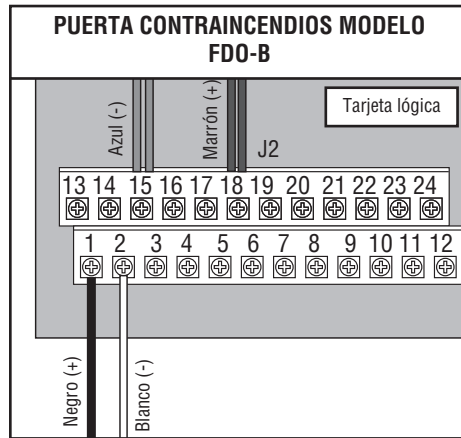 PUERTA CONTRAINCENDIOS MODELO
FDO-B
Azul (-)
Marrón (+)
Tarjeta lógica
J2
13 14 15 16 17 18 19 20 21 22 23 24
1 2 3 4 5 6 7 8 9 10 11 12
Negro (+)
Blanco (-)